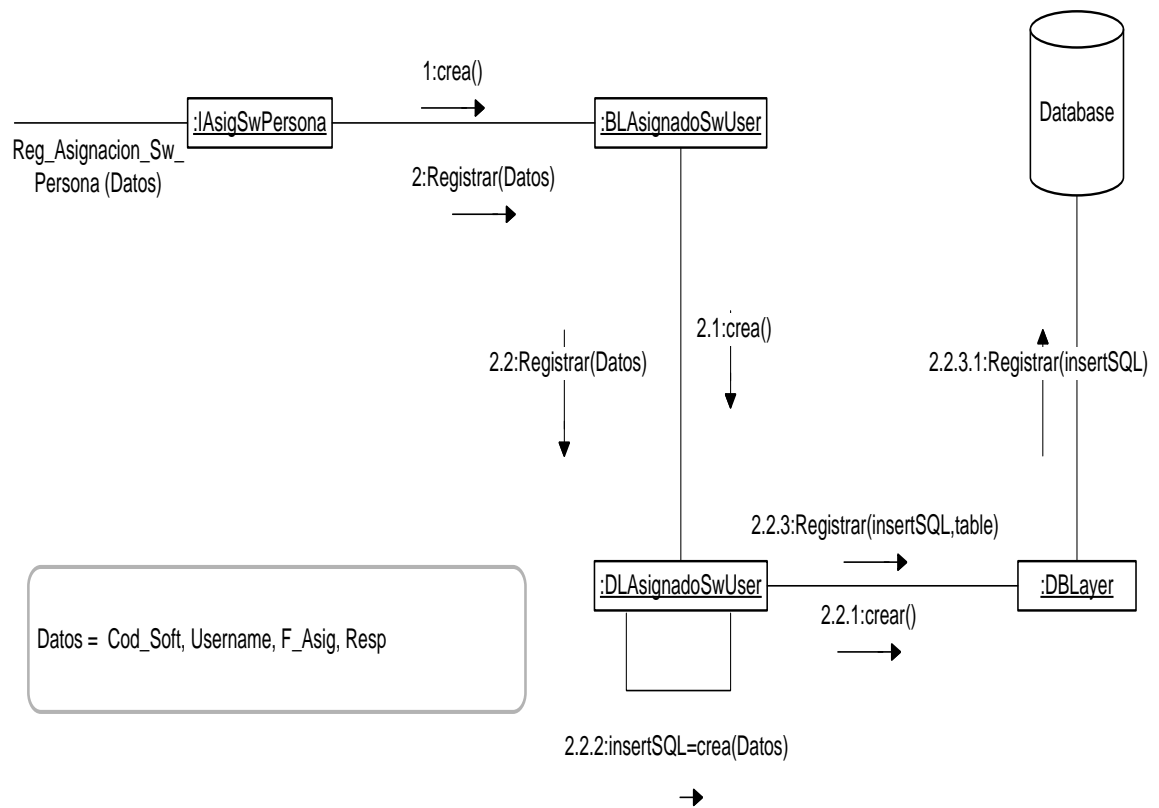 1:crea()
:IAsigSwPersona
:BLAsignadoSwUser
Database
Reg_Asignacion_Sw_
Persona (Datos)
2:Registrar(Datos)
2.1:crea()
2.2:Registrar(Datos)
2.2.3.1:Registrar(insertSQL)
2.2.3:Registrar(insertSQL,table)
:DLAsignadoSwUser
:DBLayer
2.2.1:crear()
Datos = Cod_Soft, Username, F_Asig, Resp
2.2.2:insertSQL=crea(Datos)